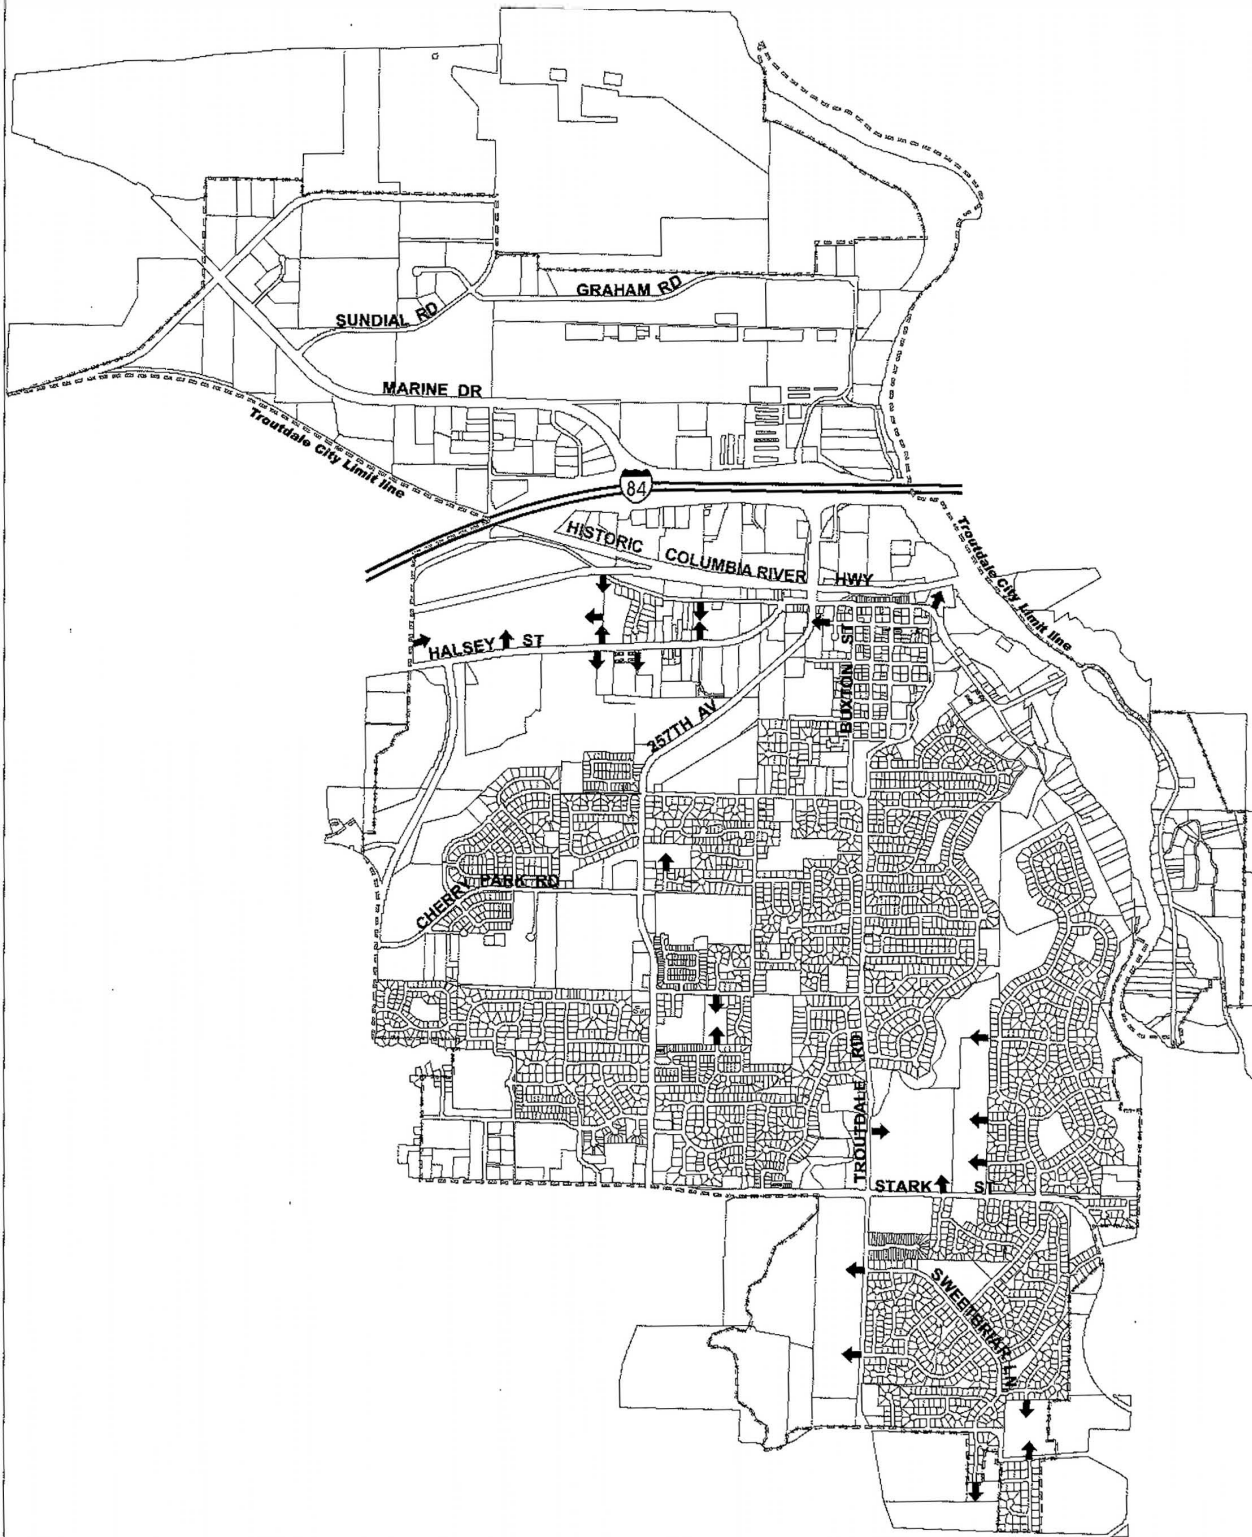 GRAHAM RD
SUNDIAL RD
MARINE DR
Troutdale City Limit line
84
HISTORIC COLUMBIA RIVER HWY
Troutdale City Limit line
HALSEY ST
BUXTON ST
257TH AV
CHERRY PARK RD
TROUTDALE RD
STARK ST
SWEETBRIAR LN